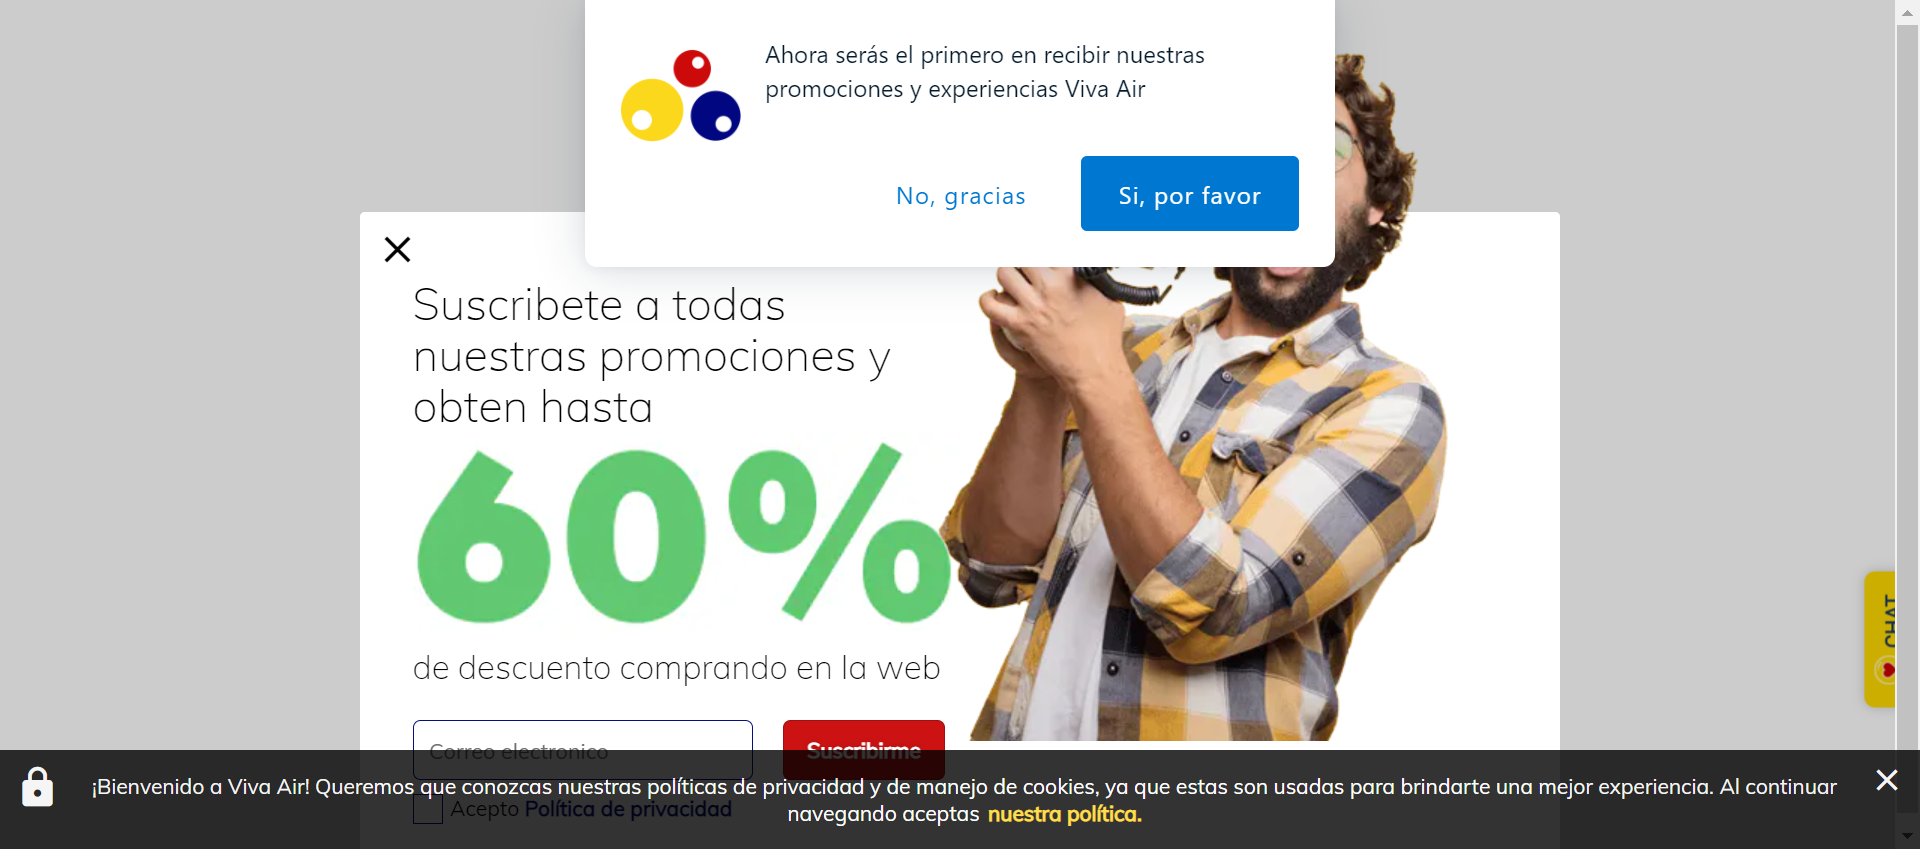 Ahora serás el primero en recibir nuestras
promociones y experiencias Viva Air
No, gracias
Si, por favor
Suscribete a todas
nuestras promociones y
obten hasta
60%
de descuento comprando en la web
Correo electronico
Suscribirme
Acepto Política de privacidad
¡Bienvenido a Viva Air! Queremos que conozcas nuestras políticas de privacidad y de manejo de cookies, ya que estas son usadas para brindarte una mejor experiencia. Al continuar
navegando aceptas nuestra política.
CHAT